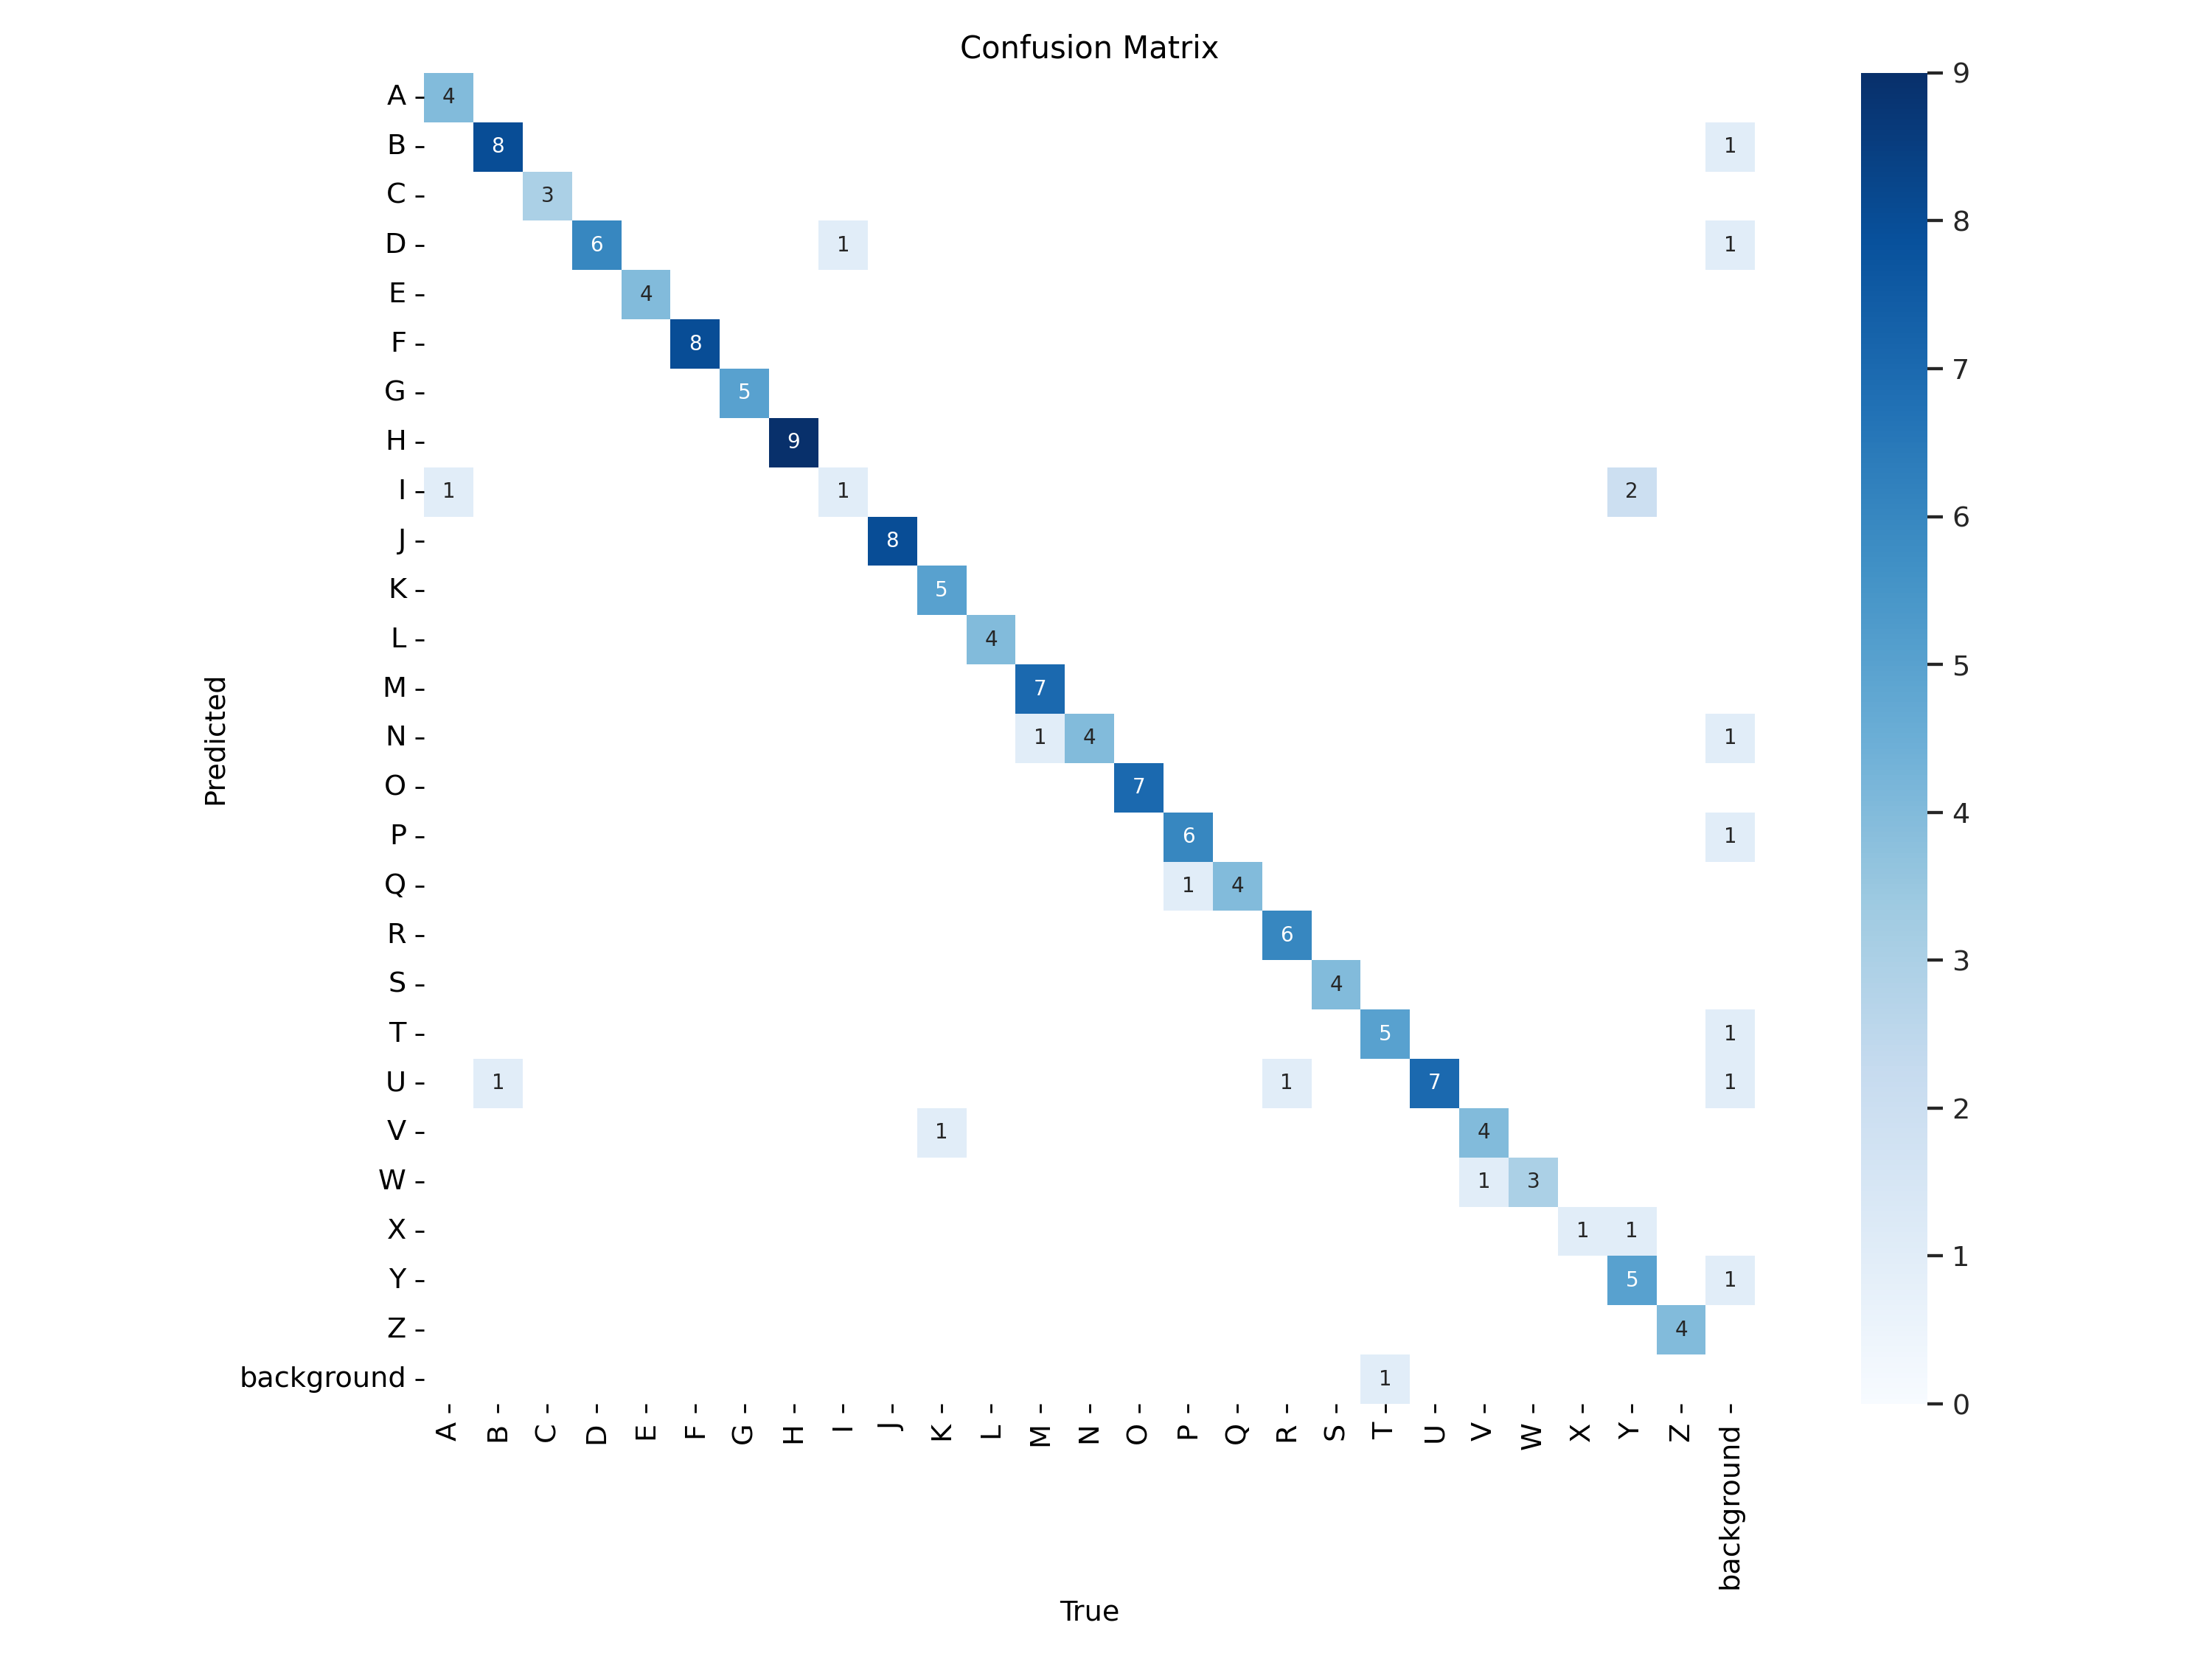 Confusion Matrix
A 4 9
B 8 1
C 3
D 6 1 1 8
E 4
F 8
G 5 7
H 9
I 1 1 2
J 8 6
K 5
L 4
M 7 5
N 1 4 1
O 7
P 6 1 4
Q 1 4
R 6
S 4 3
T 5 1
U 1 1 7 1
V 1 4 2
W 1 3
X 1 1
Y 5 1 1
Z 4
background 1
0
A B C D E F G H I J K L M N O P Q R S T U V W X Y Z background
Predicted
True